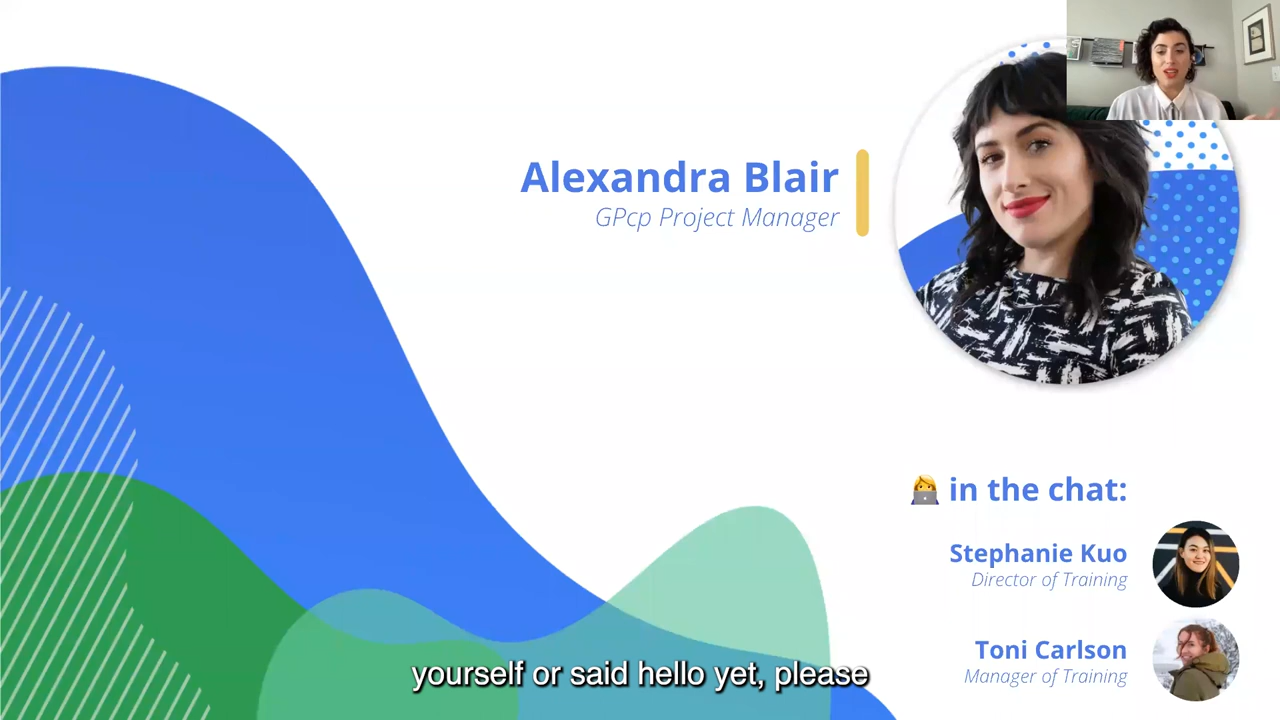 Alexandra Blair
GPcp Project Manager
in the chat:
Stephanie Kuo
Director of Training
Toni Carlson
Manager of Training
yourself or said hello yet, please